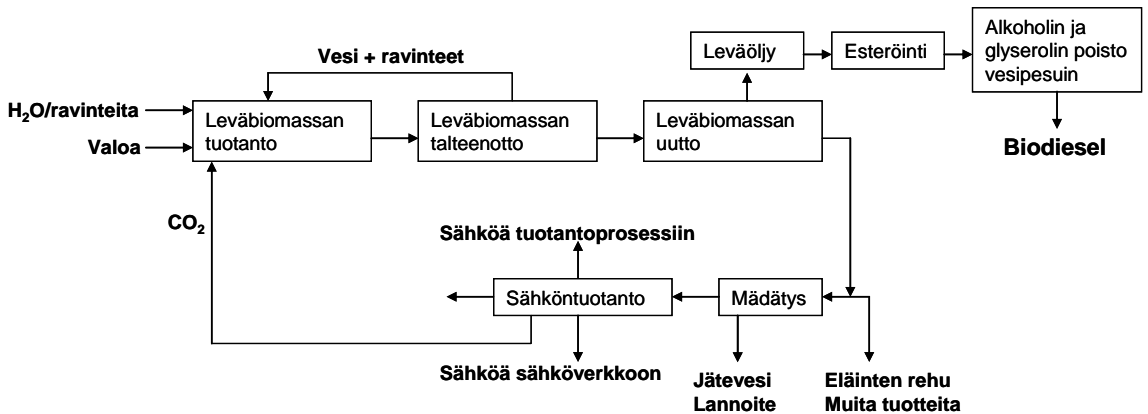 Alkoholin ja
glyserolin poisto
vesipesuin
Leväöljy
Esteröinti
Vesi + ravinteet
H₂O/ravinteita
Leväbiomassan
tuotanto
Leväbiomassan
talteenotto
Leväbiomassan
uutto
Valoa
Biodiesel
CO₂
Sähköä tuotantoprosessiin
Sähköntuotanto
Mädätys
Sähköä sähköverkkoon
Jätevesi
Lannoite
Eläinten rehu
Muita tuotteita